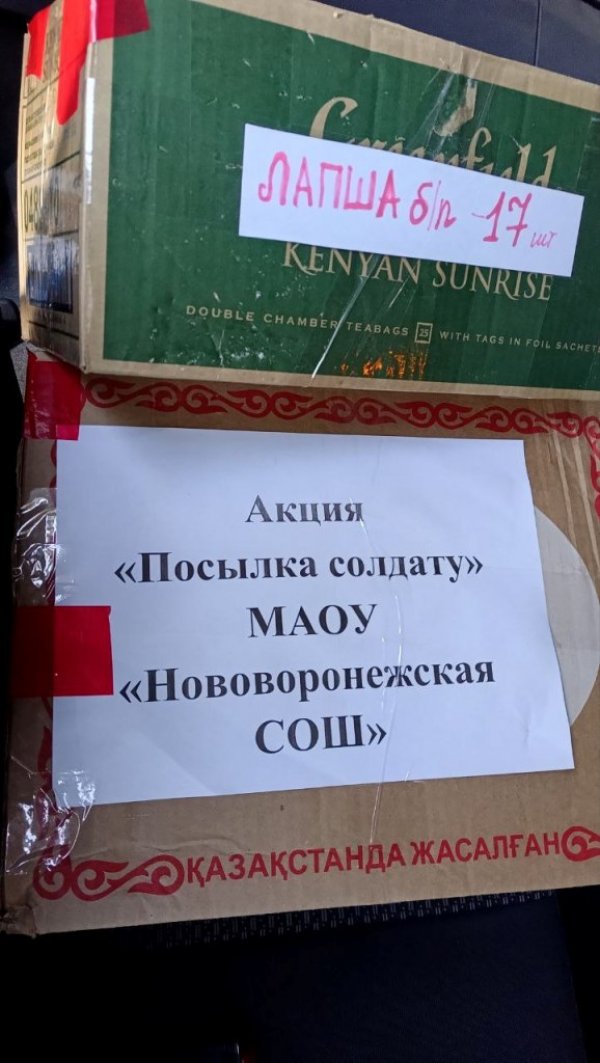 Greenfield
ЛАПША б/п -17 шт
KENYAN SUNRISE
DOUBLE CHAMBER TEABAGS 25 WITH TAGS IN FOIL SACHETS
Акция
«Посылка солдату»
МАОУ
«Нововоронежская
СОШ»
ҚАЗАҚСТАНДА ЖАСАЛҒАН